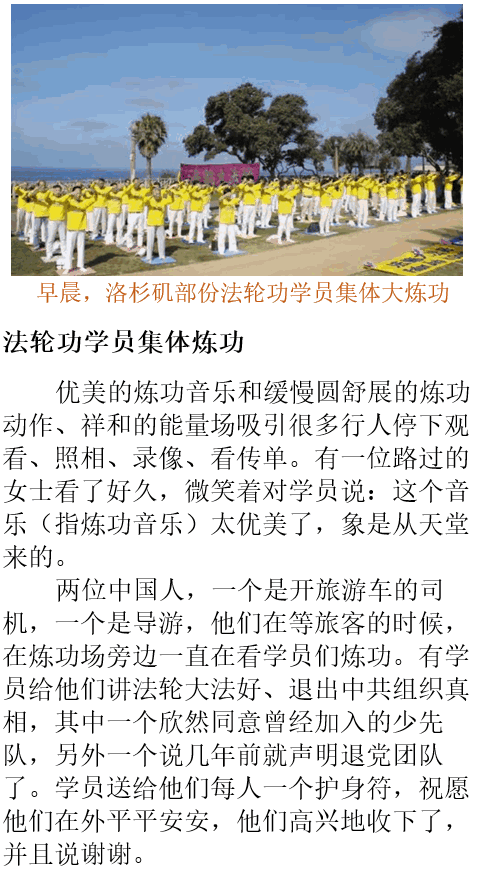 早晨，洛杉矶部份法轮功学员集体大炼功
法轮功学员集体炼功
优美的炼功音乐和缓慢圆舒展的炼功
动作、祥和的能量场吸引很多行人停下观
看、照相、录像、看传单。有一位路过的
女士看了好久，微笑着对学员说：这个音
乐（指炼功音乐）太优美了，象是从天堂
来的。
两位中国人，一个是开旅游车的司
机，一个是导游，他们在等旅客的时候，
在炼功场旁边一直在看学员们炼功。有学
员给他们讲法轮大法好、退出中共组织真
相，其中一个欣然同意曾经加入的少先
队，另外一个说几年前就声明退党团队
了。学员送给他们每人一个护身符，祝愿
他们在外平平安安，他们高兴地收下了，
并且说谢谢。